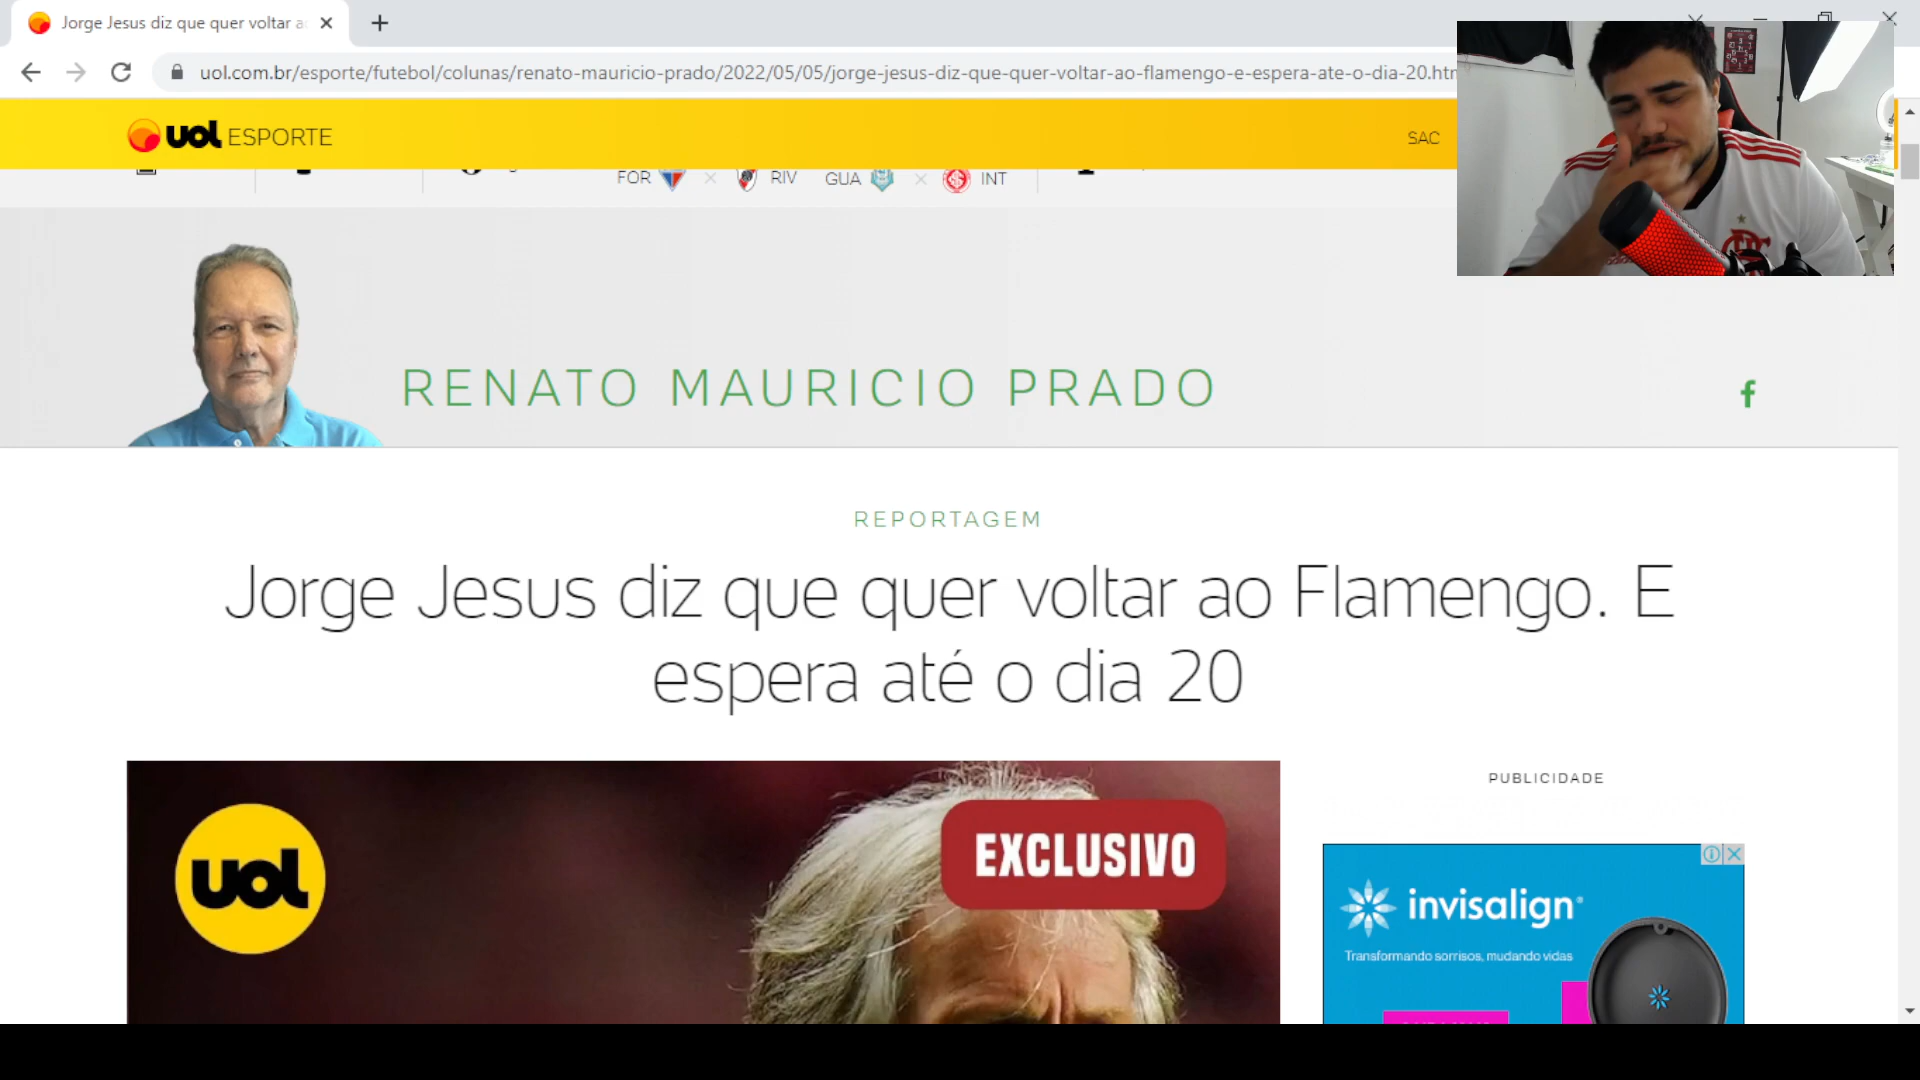 Jorge Jesus diz que quer voltar a
uol.com.br/esporte/futebol/colunas/renato-mauricio-prado/2022/05/05/jorge-jesus-diz-que-quer-voltar-ao-flamengo-e-espera-ate-o-dia-20.htm
uol ESPORTE
SAC
FOR × RIV GUA × INT
RENATO MAURICIO PRADO
REPORTAGEM
Jorge Jesus diz que quer voltar ao Flamengo. E
espera até o dia 20
PUBLICIDADE
uol
EXCLUSIVO
invisalign
Transformando sorrisos, mudando vidas